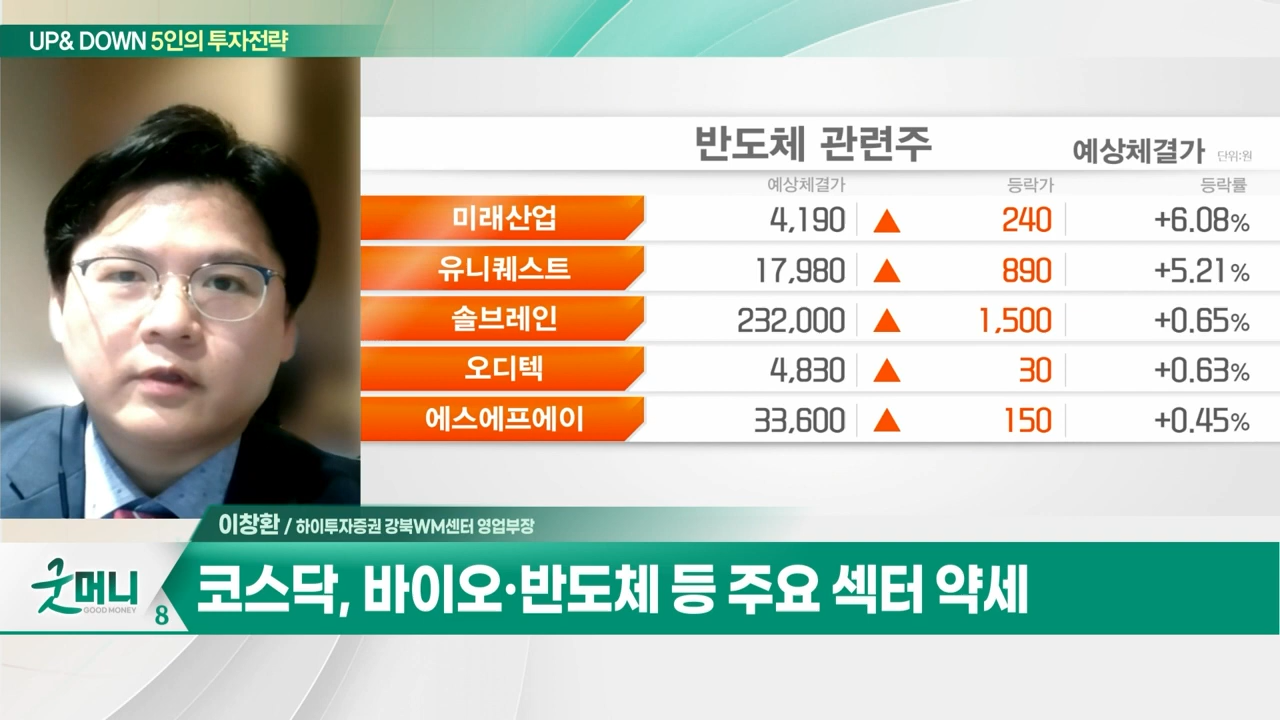 UP& DOWN 5인의 투자전략
반도체 관련주
예상체결가 단위:원
예상체결가 등락가 등락률
미래산업 4,190 ▲ 240 +6.08%
유니퀘스트 17,980 ▲ 890 +5.21%
솔브레인 232,000 ▲ 1,500 +0.65%
오디텍 4,830 ▲ 30 +0.63%
에스에프에이 33,600 ▲ 150 +0.45%
이창환 / 하이투자증권 강북WM센터 영업부장
굿머니
GOOD MONEY
8
코스닥, 바이오·반도체 등 주요 섹터 약세